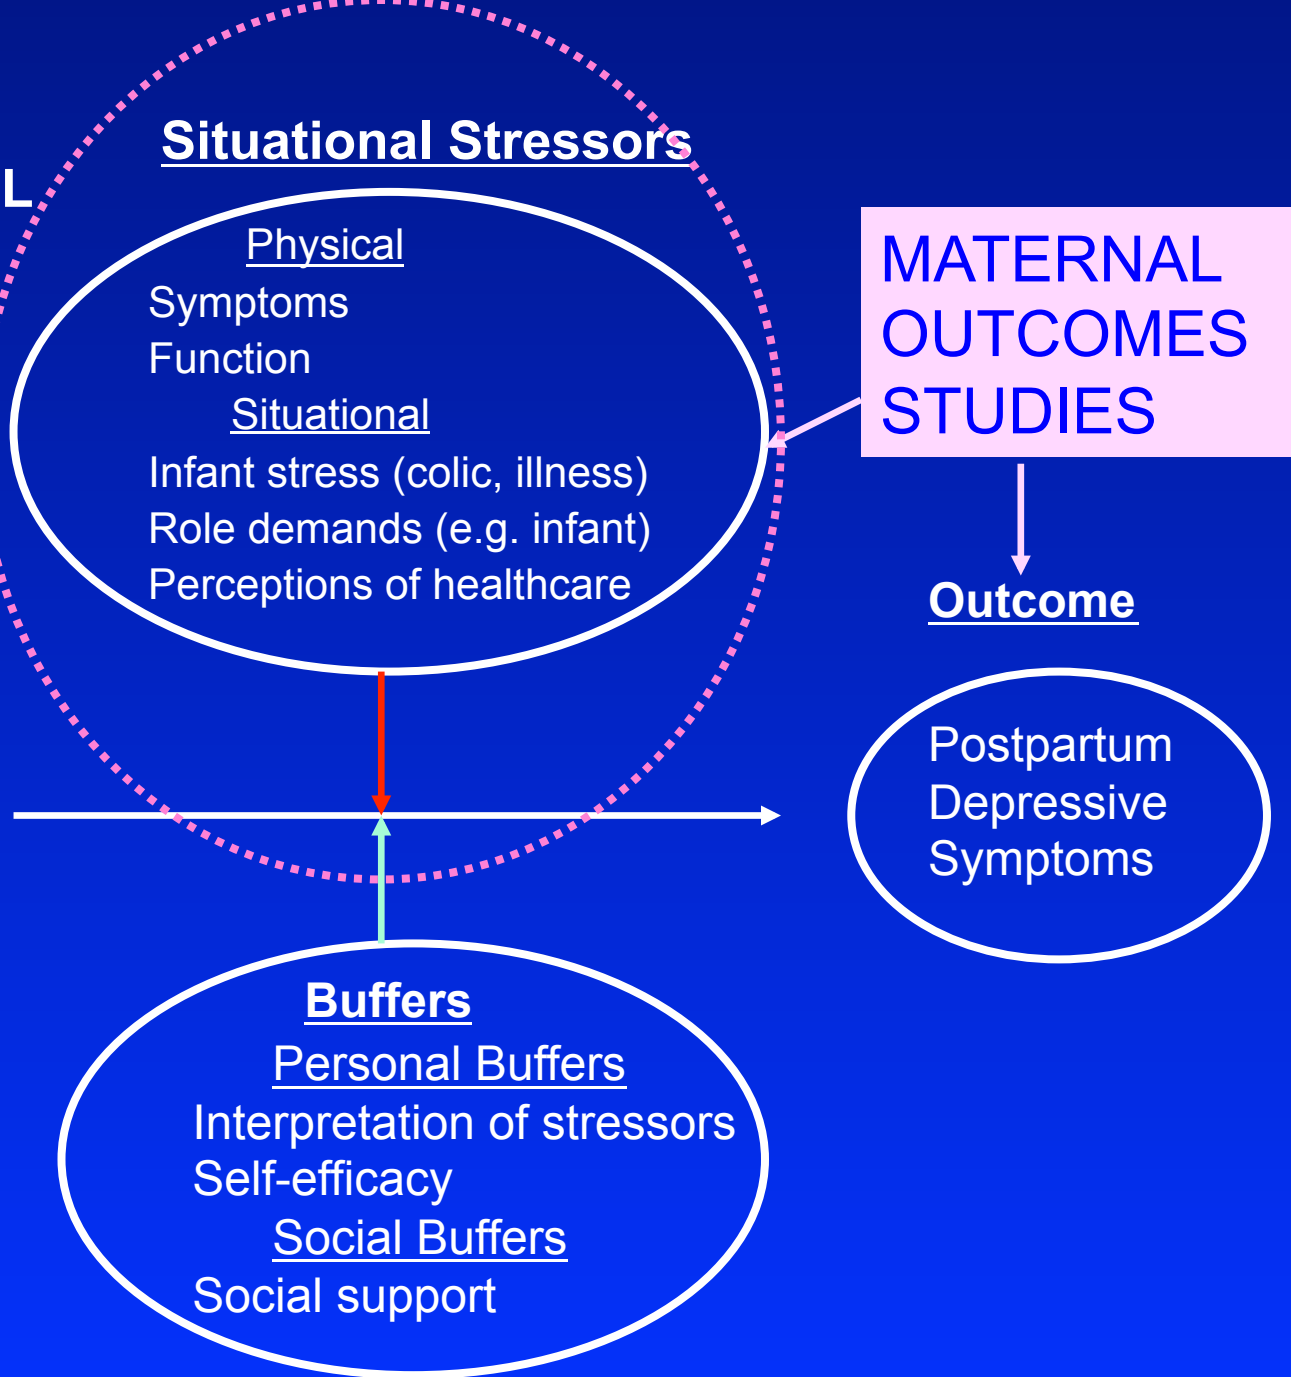 Situational Stressors
L
Physical
Symptoms
Function
Situational
Infant stress (colic, illness)
Role demands (e.g. infant)
Perceptions of healthcare
MATERNAL
OUTCOMES
STUDIES
Outcome
Postpartum
Depressive
Symptoms
Buffers
Personal Buffers
Interpretation of stressors
Self-efficacy
Social Buffers
Social support